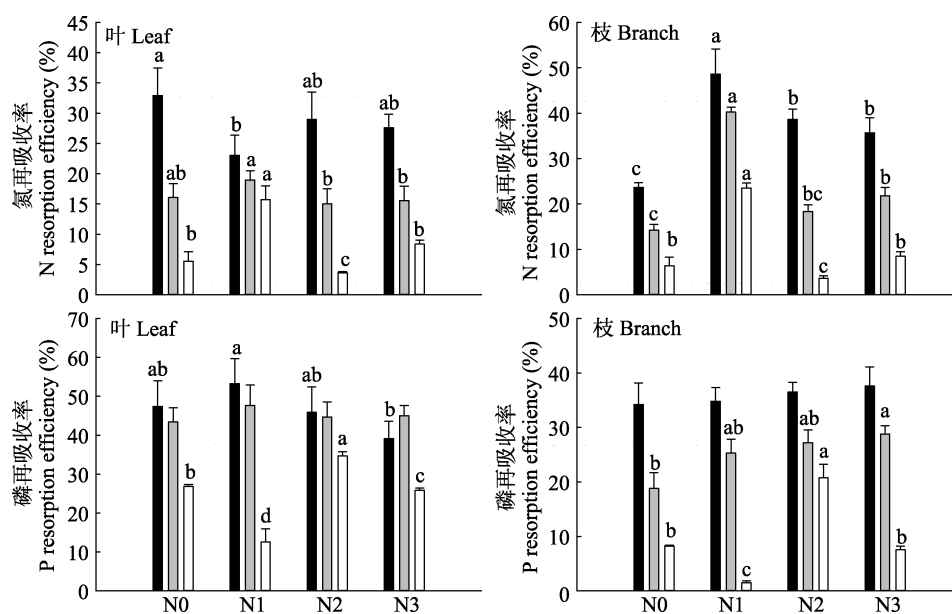 叶 Leaf
氮再吸收率
N resorption efficiency (%)
45
40
35
30
25
20
15
10
5
0
a
ab
b
b
a
a
ab
b
c
ab
b
b
枝 Branch
氮再吸收率
N resorption efficiency (%)
60
50
40
30
20
10
0
c
c
b
a
a
a
b
bc
c
b
b
b
叶 Leaf
磷再吸收率
P resorption efficiency (%)
70
60
50
40
30
20
10
0
ab
b
a
d
ab
a
b
c
N0 N1 N2 N3
枝 Branch
磷再吸收率
P resorption efficiency (%)
50
40
30
20
10
0
b
b
ab
c
ab
a
a
b
N0 N1 N2 N3